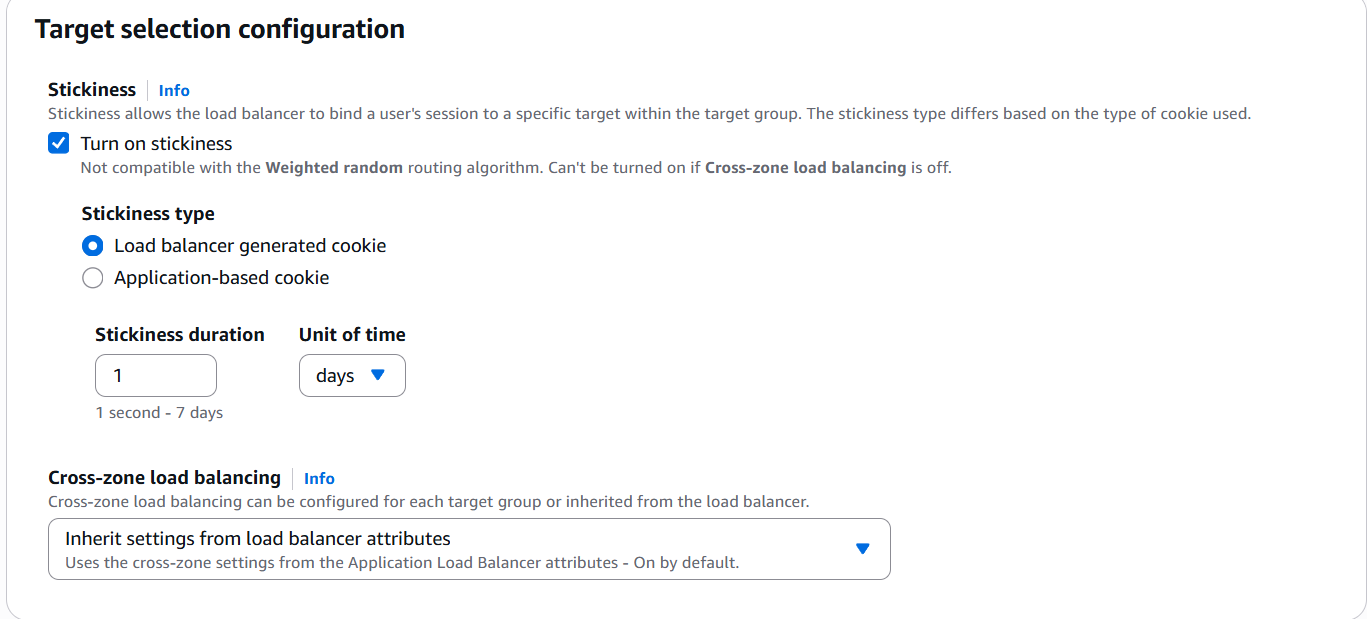 Target selection configuration
Stickiness | Info
Stickiness allows the load balancer to bind a user's session to a specific target within the target group. The stickiness type differs based on the type of cookie used.
Turn on stickiness
Not compatible with the Weighted random routing algorithm. Can't be turned on if Cross-zone load balancing is off.
Stickiness type
Load balancer generated cookie
Application-based cookie
Stickiness duration Unit of time
1 days
1 second - 7 days
Cross-zone load balancing | Info
Cross-zone load balancing can be configured for each target group or inherited from the load balancer.
Inherit settings from load balancer attributes
Uses the cross-zone settings from the Application Load Balancer attributes - On by default.